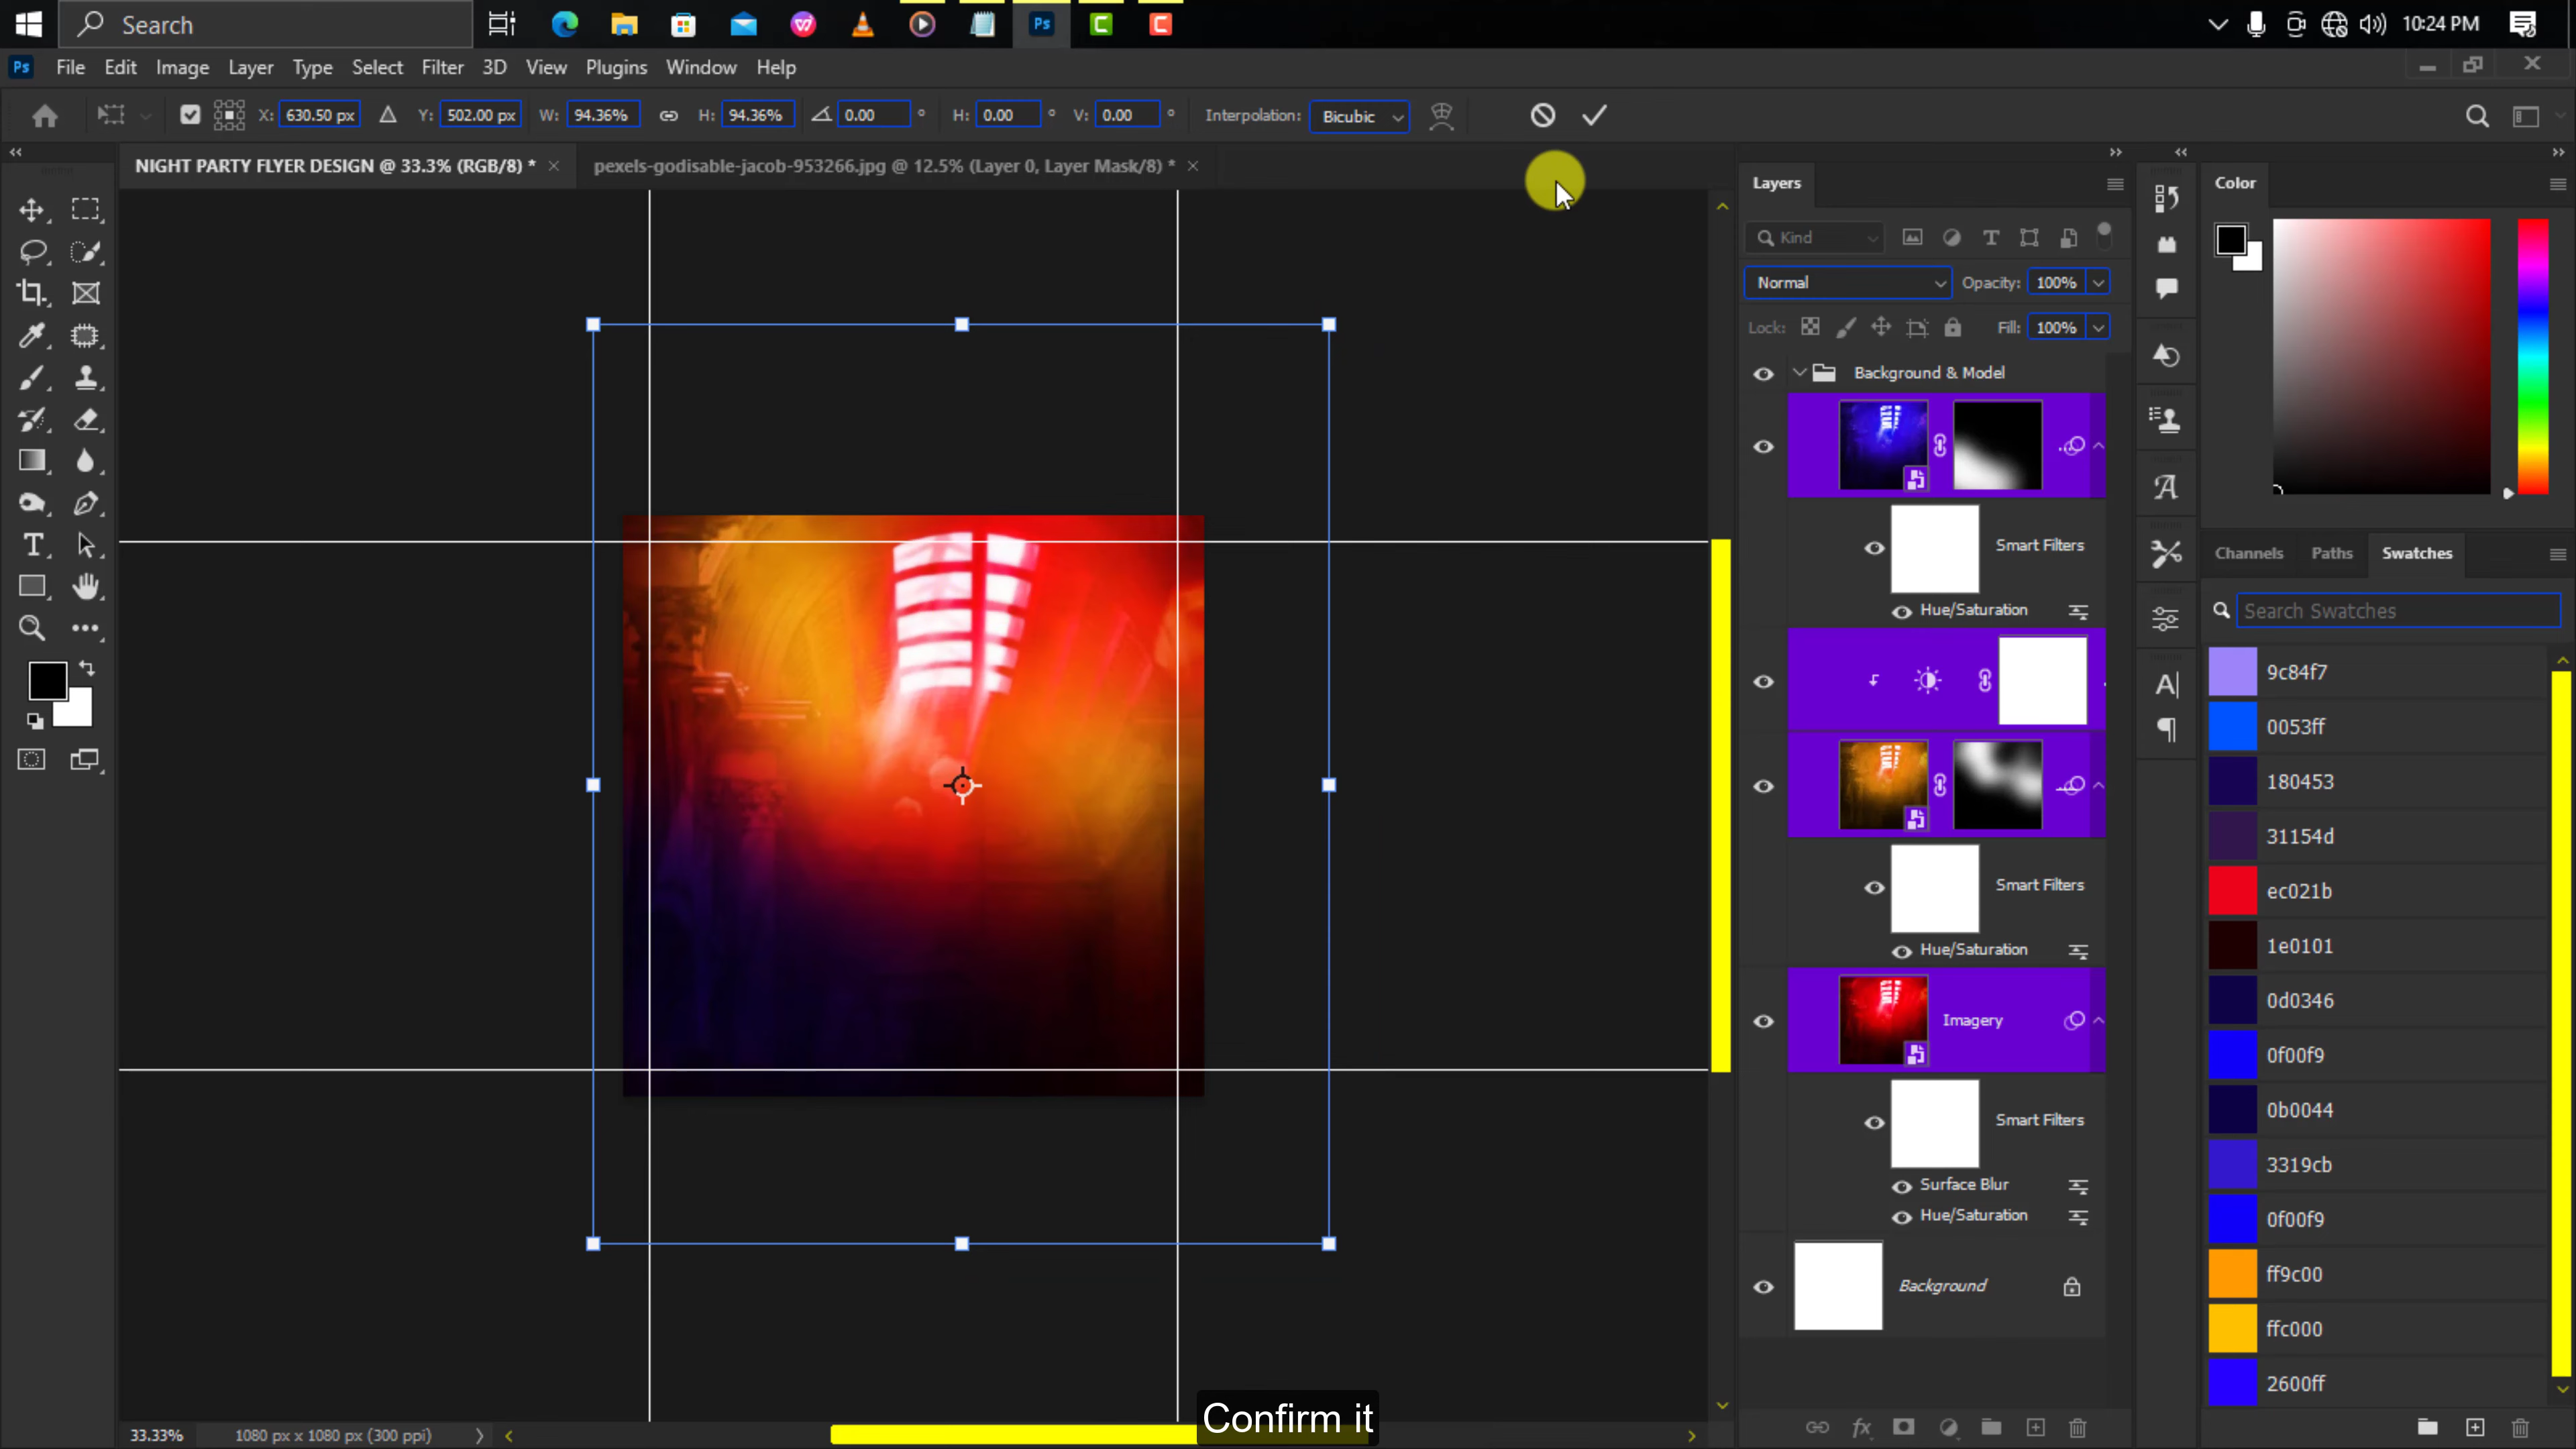 Search
10:24 PM
Ps File Edit Image Layer Type Select Filter 3D View Plugins Window Help
X: 630.50 px Y: 502.00 px W: 94.36% H: 94.36% 0.00 ° H: 0.00 ° V: 0.00 ° Interpolation: Bicubic
NIGHT PARTY FLYER DESIGN @ 33.3% (RGB/8) * pexels-godisable-jacob-953266.jpg @ 12.5% (Layer 0, Layer Mask/8) *
Layers
Kind
Normal Opacity: 100%
Lock: Fill: 100%
Background & Model
Smart Filters
Hue/Saturation
Smart Filters
Hue/Saturation
Imagery
Smart Filters
Surface Blur
Hue/Saturation
Background
Color
Channels Paths Swatches
Search Swatches
9c84f7
0053ff
180453
31154d
ec021b
1e0101
0d0346
0f00f9
0b0044
3319cb
0f00f9
ff9c00
ffc000
2600ff
33.33% 1080 px x 1080 px (300 ppi)
Confirm it